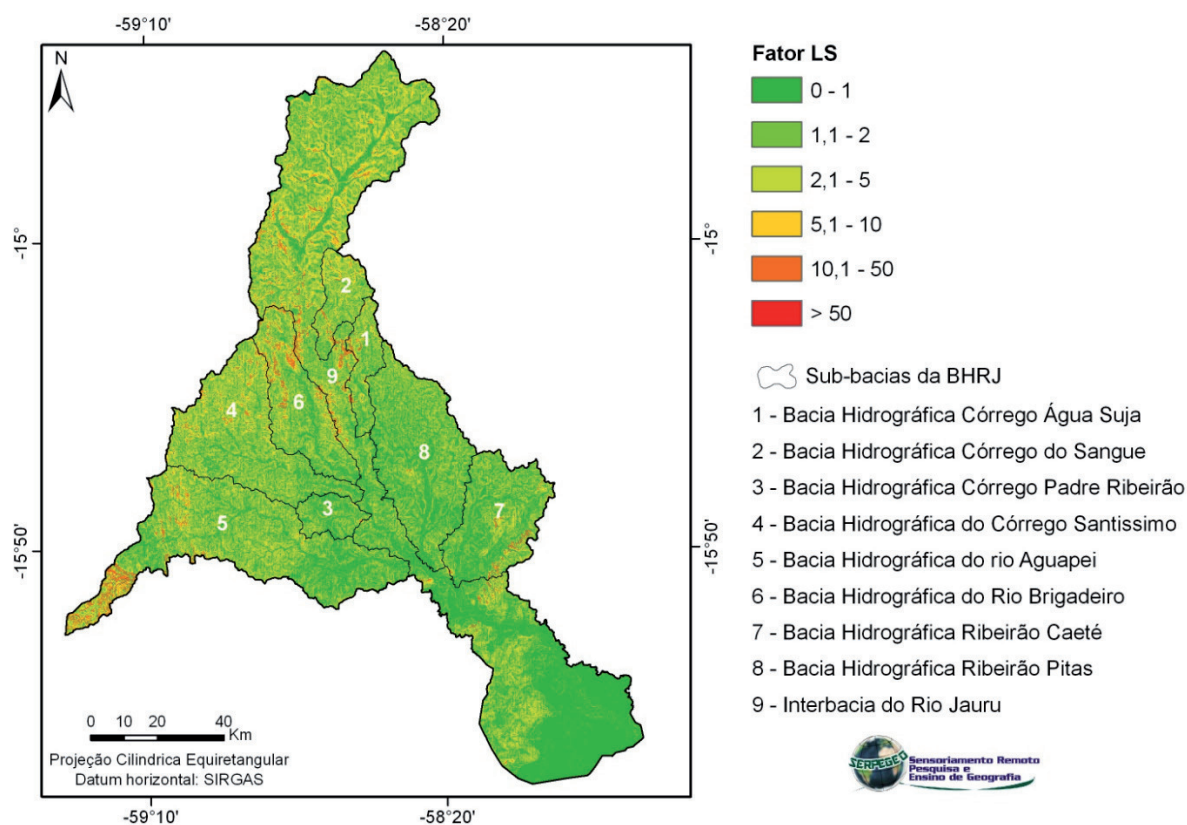 -59°10'
-58°20'
N
-15°
-15°
-15°50'
-15°50'
2
1
9
6
4
8
3
5
7
0 10 20 40
Km
Projeção Cilindrica Equiretangular
Datum horizontal: SIRGAS
-59°10'
-58°20'
Fator LS
0 - 1
1,1 - 2
2,1 - 5
5,1 - 10
10,1 - 50
> 50
Sub-bacias da BHRJ
1 - Bacia Hidrográfica Córrego Água Suja
2 - Bacia Hidrográfica Córrego do Sangue
3 - Bacia Hidrográfica Córrego Padre Ribeirão
4 - Bacia Hidrográfica do Córrego Santissimo
5 - Bacia Hidrográfica do rio Aguapei
6 - Bacia Hidrográfica do Rio Brigadeiro
7 - Bacia Hidrográfica Ribeirão Caeté
8 - Bacia Hidrográfica Ribeirão Pitas
9 - Interbacia do Rio Jauru
SERPEGEO
Sensoriamento Remoto
Pesquisa e
Ensino de Geografia